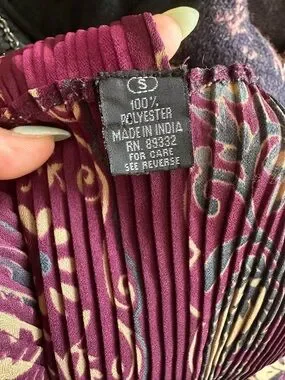 S
100%
POLYESTER
MADE IN INDIA
RN. 89332
FOR CARE
SEE REVERSE